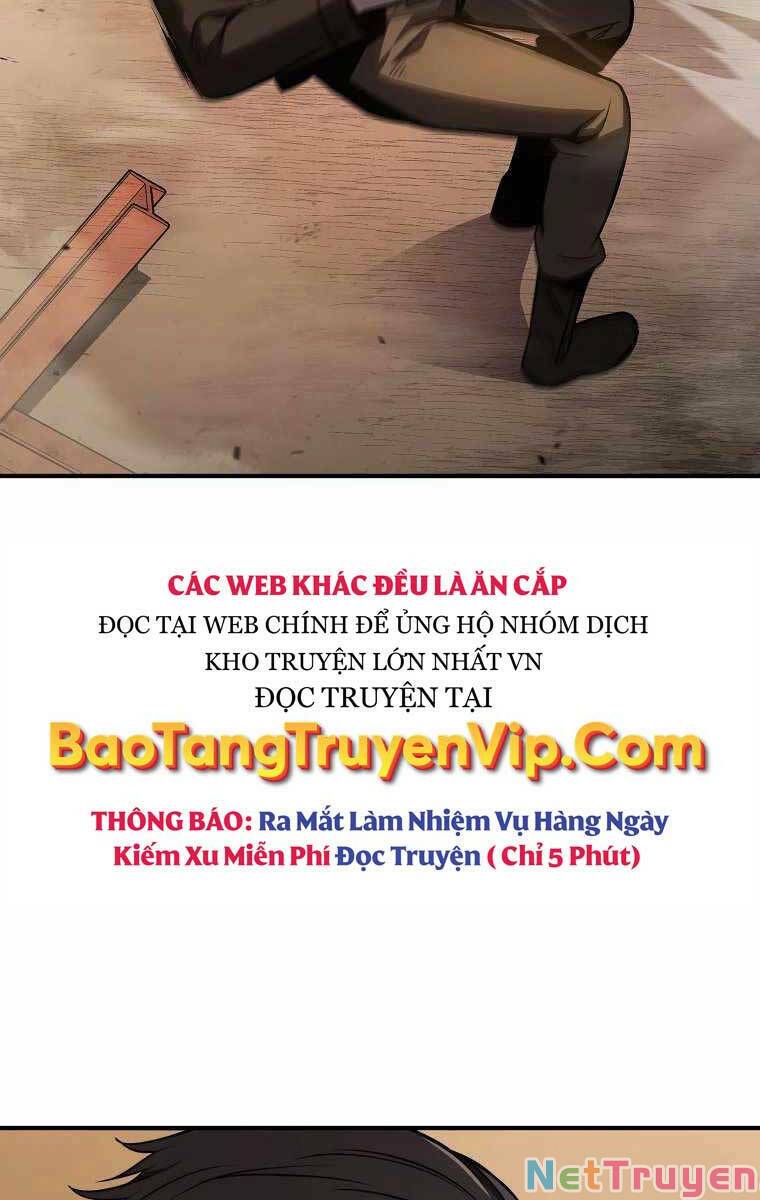 CÁC WEB KHÁC ĐỀU LÀ ĂN CẮP
ĐỌC TẠI WEB CHÍNH ĐỂ ỦNG HỘ NHÓM DỊCH
KHO TRUYỆN LỚN NHẤT VN
ĐỌC TRUYỆN TẠI
BaoTangTruyenVip.Com
THÔNG BÁO: Ra Mắt Làm Nhiệm Vụ Hàng Ngày
Kiếm Xu Miễn Phí Đọc Truyện ( Chỉ 5 Phút)
NetTruyen